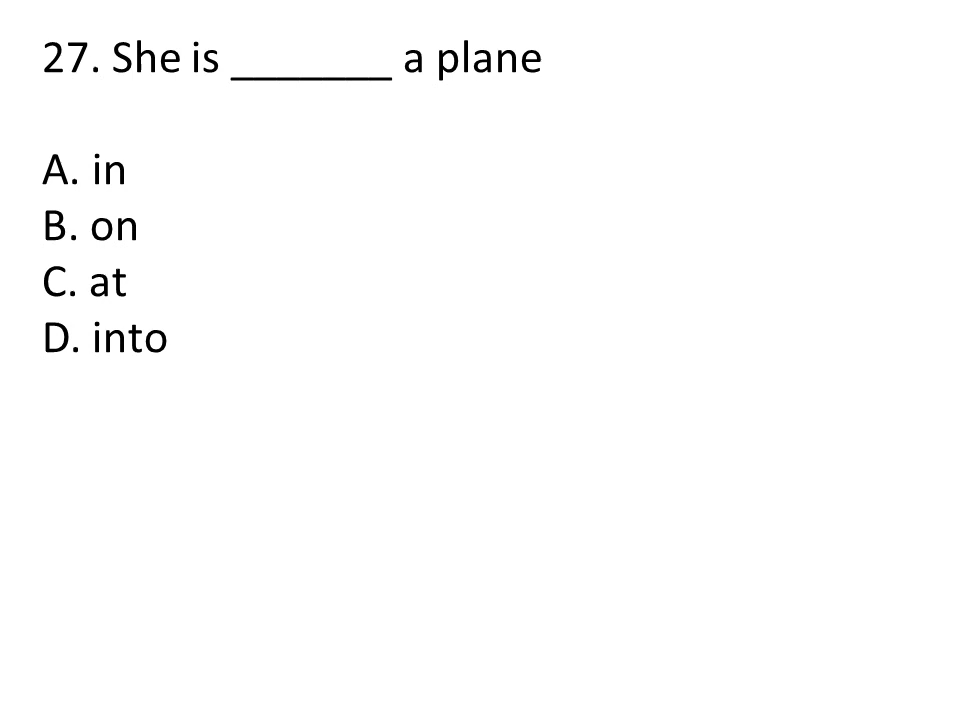 27. She is _______ a plane
A. in
B. on
C. at
D. into